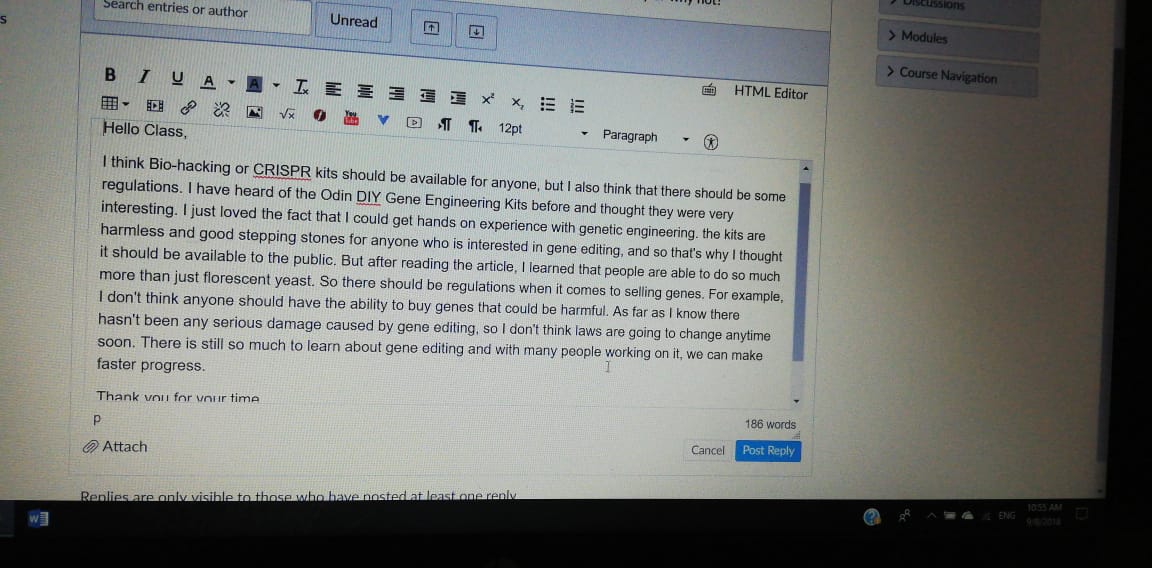 s
Search entries or author
Unread
Discussions
> Modules
> Course Navigation
B I U A A Ix x² x₂
HTML Editor
√x You Tube 12pt Paragraph
Hello Class,
I think Bio-hacking or CRISPR kits should be available for anyone, but I also think that there should be some
regulations. I have heard of the Odin DIY Gene Engineering Kits before and thought they were very
interesting. I just loved the fact that I could get hands on experience with genetic engineering. the kits are
harmless and good stepping stones for anyone who is interested in gene editing, and so that's why I thought
it should be available to the public. But after reading the article, I learned that people are able to do so much
more than just florescent yeast. So there should be regulations when it comes to selling genes. For example,
I don't think anyone should have the ability to buy genes that could be harmful. As far as I know there
hasn't been any serious damage caused by gene editing, so I don't think laws are going to change anytime
soon. There is still so much to learn about gene editing and with many people working on it, we can make
faster progress.
Thank you for your time
p
186 words
Attach
Cancel
Post Reply
Replies are only visible to those who have posted at least one reply
W
ENG
10:55 AM
9/8/2018